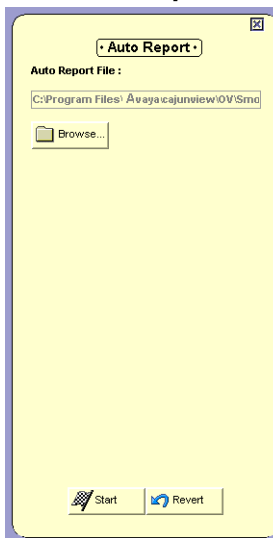 • Auto Report •
Auto Report File :
C:\Program Files\ Avaya\cajunview\OV\Smo
Browse...
Start
Revert